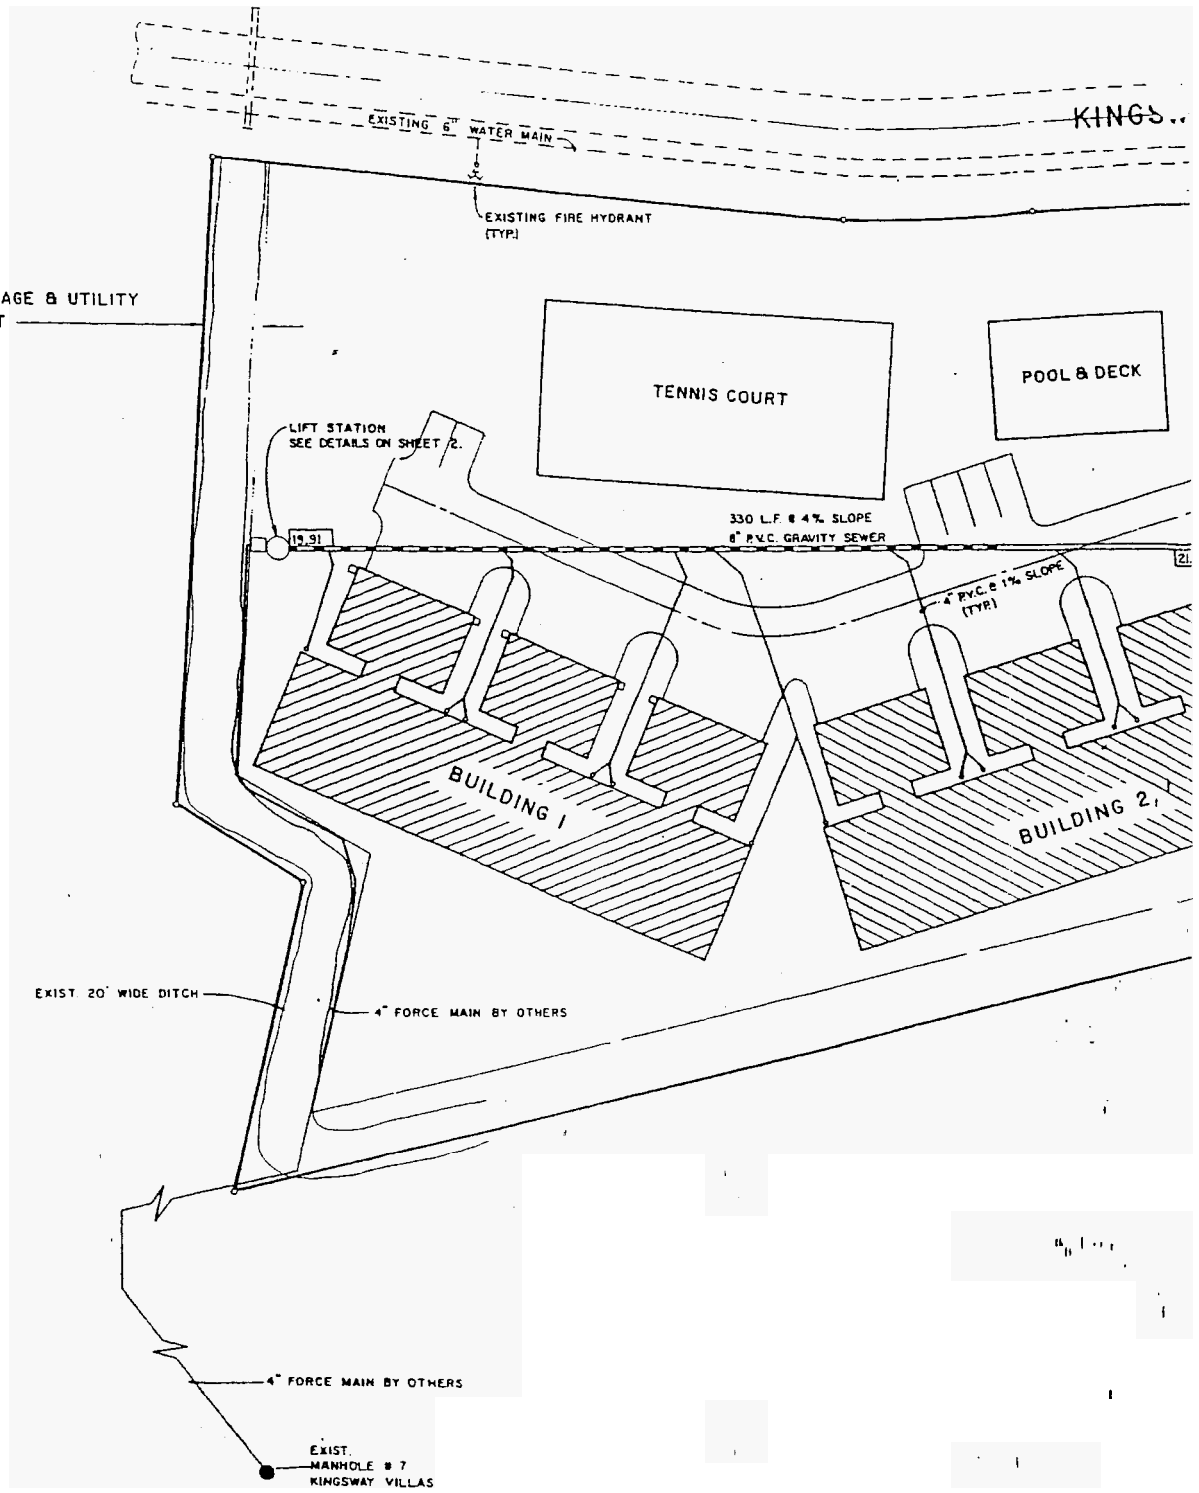 KINGS
EXISTING 6" WATER MAIN
EXISTING FIRE HYDRANT
(TYP.)
AGE & UTILITY
T
TENNIS COURT
POOL & DECK
LIFT STATION
SEE DETAILS ON SHEET 2.
19.91
330 L.F. @ 4% SLOPE
8" P.V.C. GRAVITY SEWER
21.
4" P.V.C. @ 1% SLOPE
(TYP.)
BUILDING 1
BUILDING 2
EXIST. 20' WIDE DITCH
4" FORCE MAIN BY OTHERS
4" FORCE MAIN BY OTHERS
EXIST.
MANHOLE # 7
KINGSWAY VILLAS